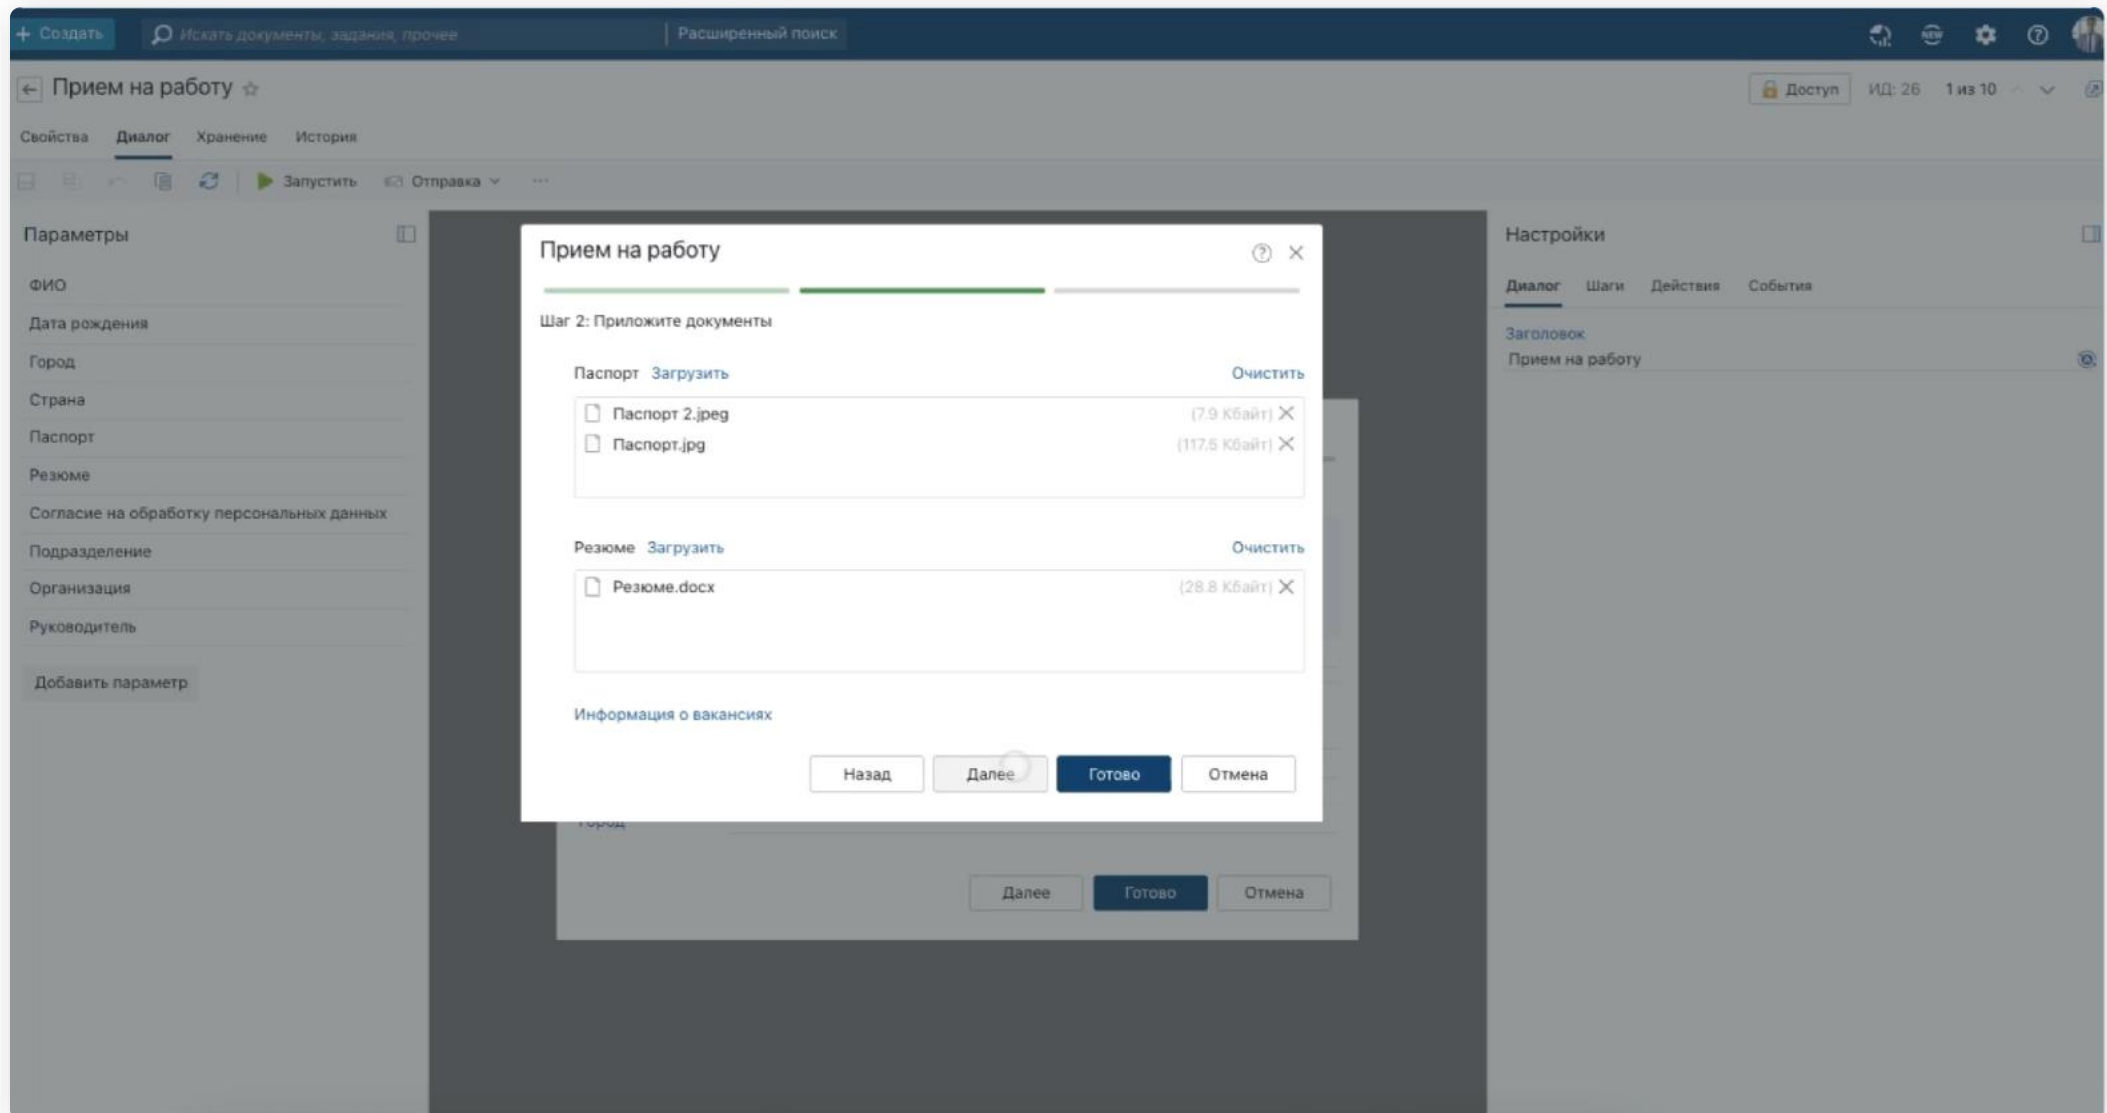 + Создать
Искать документы, задания, прочее
Расширенный поиск
NEW
Прием на работу
Доступ
ИД: 26
1 из 10
Свойства Диалог Хранение История
Запустить Отправка ...
Параметры
ФИО
Дата рождения
Город
Страна
Паспорт
Резюме
Согласие на обработку персональных данных
Подразделение
Организация
Руководитель
Добавить параметр
Прием на работу
Шаг 2: Приложите документы
Паспорт Загрузить Очистить
Паспорт 2.jpeg (7.9 Кбайт)
Паспорт.jpg (117.6 Кбайт)
Резюме Загрузить Очистить
Резюме.docx (28.8 Кбайт)
Информация о вакансиях
Назад Далее Готово Отмена
Город
Далее Готово Отмена
Настройки
Диалог Шаги Действия События
Заголовок
Прием на работу